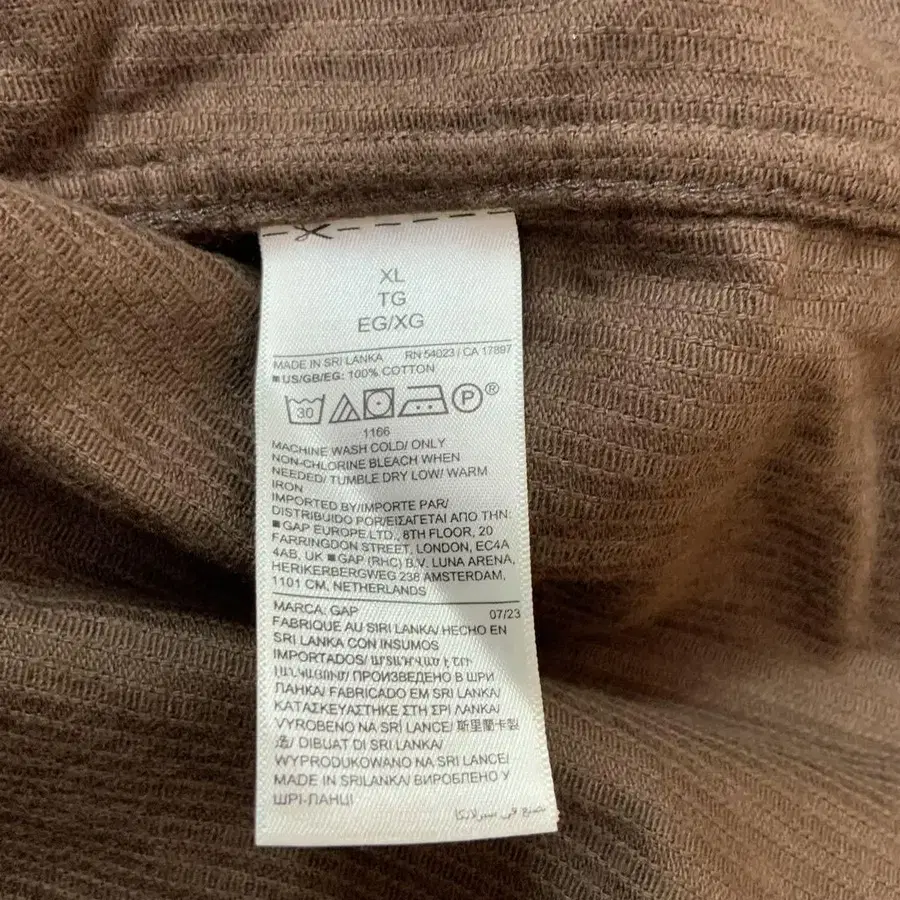 XL
TG
EG/XG
MADE IN SRI LANKA RN 54023 / CA 17897
■ US/GB/EG: 100% COTTON
30 P ®
1166
MACHINE WASH COLD/ ONLY
NON-CHLORINE BLEACH WHEN
NEEDED/ TUMBLE DRY LOW/ WARM
IRON
IMPORTED BY/IMPORTE PAR/
DISTRIBUIDO POR/ΕΙΣΑΓΕΤΑΙ ΑΠΟ ΤΗΝ:
■ GAP EUROPE LTD., 8TH FLOOR, 20
FARRINGDON STREET, LONDON, EC4A
4AB, UK ■ GAP (RHC) B.V. LUNA ARENA,
HERIKERBERGWEG 238 AMSTERDAM,
1101 CM, NETHERLANDS
MARCA: GAP 07/23
FABRIQUE AU SIRI LANKA/ HECHO EN
SRI LANKA CON INSUMOS
IMPORTADOS/
ПРОИЗВЕДЕНО В ШРИ
ЛАНКА/ FABRICADO EM SRI LANKA/
ΚΑΤΑΣΚΕΥΑΣΤΗΚΕ ΣΤΗ ΣΡΙ ΛΑΝΚΑ/
VYROBENO NA SRÍ LANCE/ 斯里蘭卡製
造/ DIBUAT DI SRI LANKA/
WYPRODUKOWANO NA SRI LANCE/
MADE IN SRILANKA/ ВИРОБЛЕНО У
ШРІ-ЛАНЦІ
صنع في سريلانكا